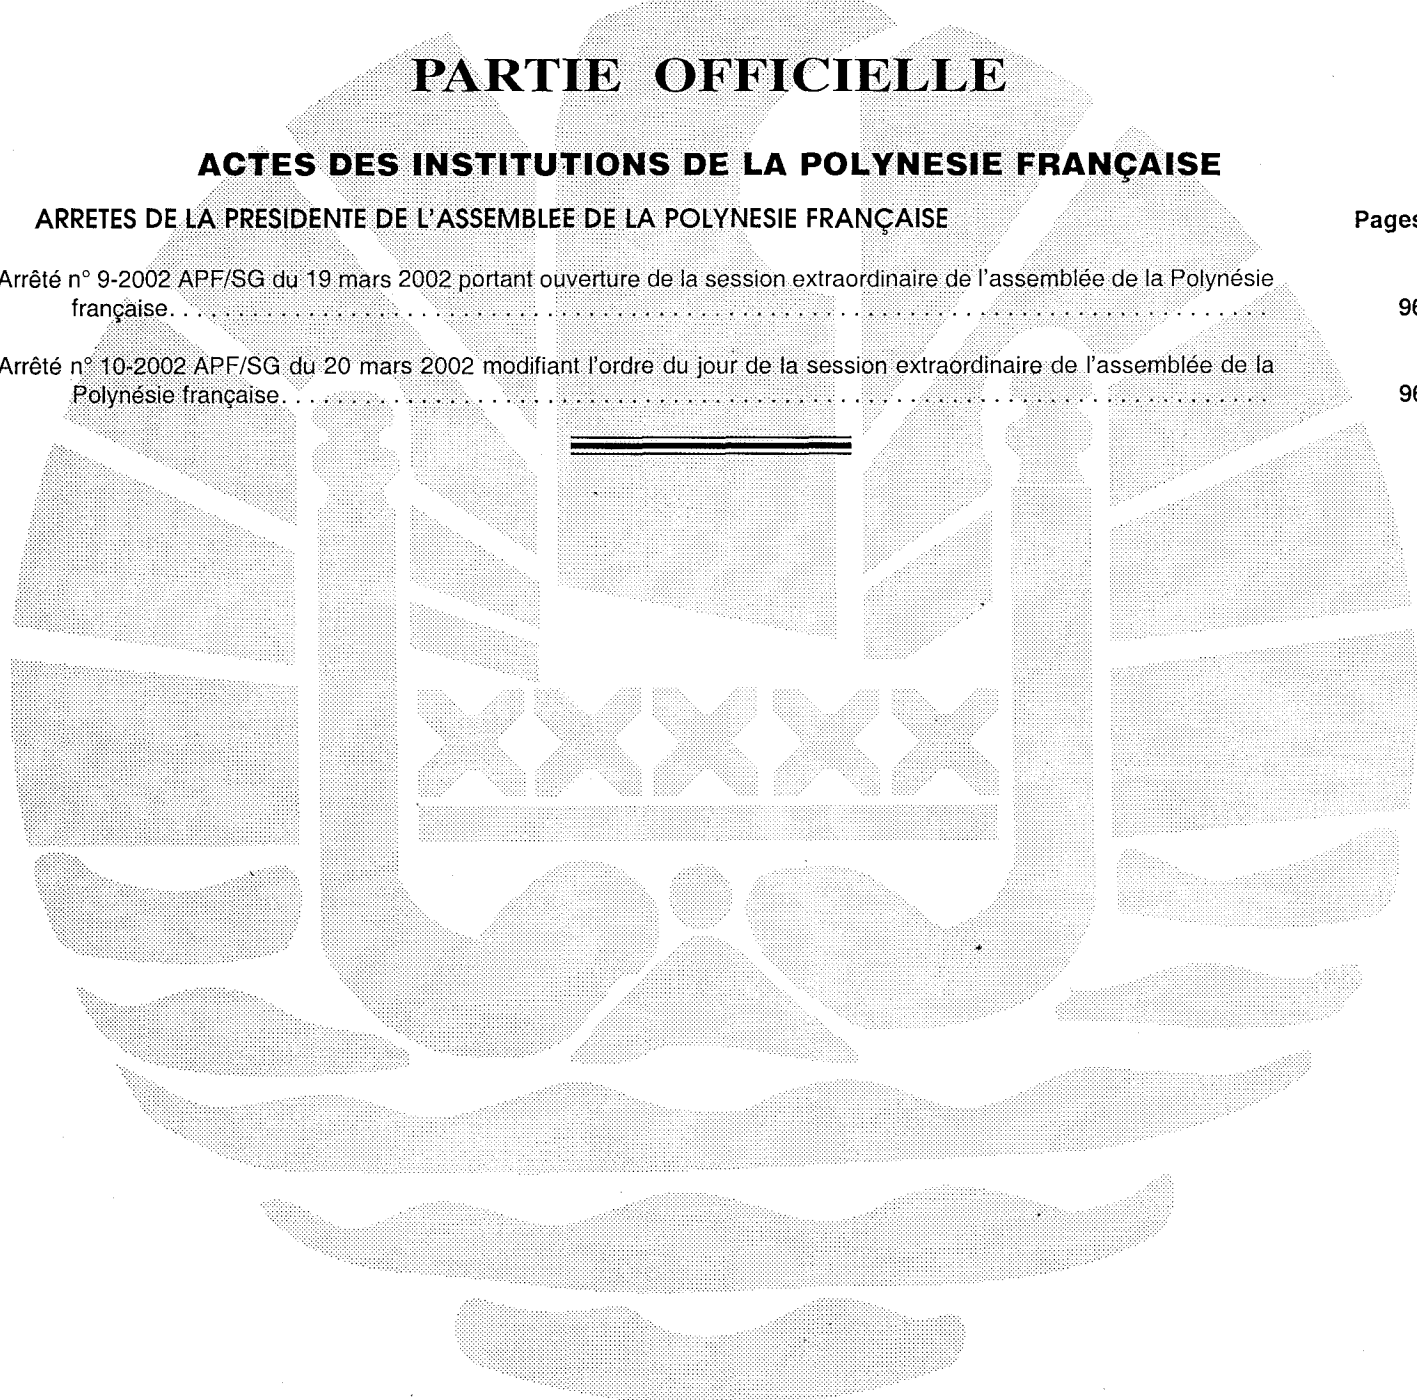 PARTIE OFFICIELLE
ACTES DES INSTITUTIONS DE LA POLYNESIE FRANÇAISE
ARRETES DE LA PRESIDENTE DE L'ASSEMBLEE DE LA POLYNESIE FRANÇAISE Pages
Arrêté n° 9-2002 APF/SG du 19 mars 2002 portant ouverture de la session extraordinaire de l'assemblée de la Polynésie
française. . . . . . . . . . . . . . . . . . . . . . . . . . . . . . . . . . . . . . . . . . . . . . . . . . . . . . . . . . . . . . . . . . . . . . . . . . . . . . 96
Arrêté n° 10-2002 APF/SG du 20 mars 2002 modifiant l'ordre du jour de la session extraordinaire de l'assemblée de la
Polynésie française. . . . . . . . . . . . . . . . . . . . . . . . . . . . . . . . . . . . . . . . . . . . . . . . . . . . . . . . . . . . . . . . . . . . . . . 96